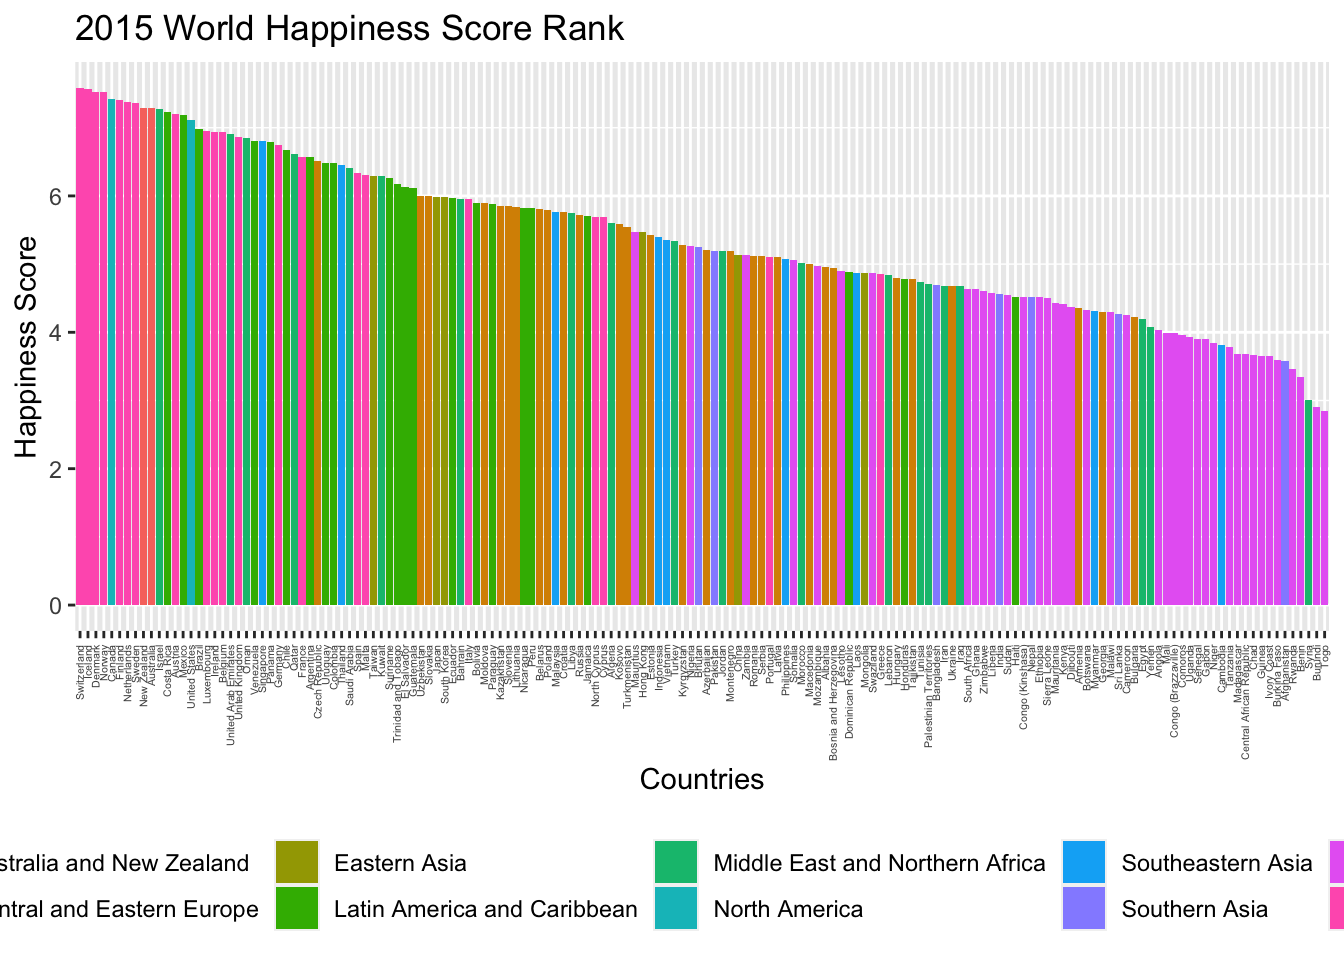 2015 World Happiness Score Rank
Happiness Score
6
4
2
0
Switzerland
Iceland
Denmark
Norway
Canada
Finland
Netherlands
Sweden
New Zealand
Australia
Israel
Costa Rica
Austria
Mexico
United States
Brazil
Luxembourg
Ireland
Belgium
United Arab Emirates
United Kingdom
Oman
Venezuela
Singapore
Panama
Germany
Chile
Qatar
France
Argentina
Czech Republic
Uruguay
Colombia
Thailand
Saudi Arabia
Spain
Malta
Taiwan
Kuwait
Suriname
Trinidad and Tobago
El Salvador
Guatemala
Uzbekistan
Slovakia
Japan
South Korea
Ecuador
Bahrain
Italy
Bolivia
Moldova
Paraguay
Kazakhstan
Slovenia
Lithuania
Nicaragua
Peru
Belarus
Poland
Malaysia
Croatia
Libya
Russia
Jamaica
North Cyprus
Cyprus
Algeria
Kosovo
Turkmenistan
Mauritius
Hong Kong
Estonia
Indonesia
Vietnam
Turkey
Kyrgyzstan
Nigeria
Bhutan
Azerbaijan
Pakistan
Jordan
Montenegro
China
Zambia
Romania
Serbia
Portugal
Latvia
Philippines
Somalia
Morocco
Macedonia
Mozambique
Albania
Bosnia and Herzegovina
Lesotho
Dominican Republic
Laos
Mongolia
Swaziland
Greece
Lebanon
Hungary
Honduras
Tajikistan
Tunisia
Palestinian Territories
Bangladesh
Iran
Ukraine
Iraq
South Africa
Ghana
Zimbabwe
Liberia
India
Sudan
Haiti
Congo (Kinshasa)
Nepal
Ethiopia
Sierra Leone
Mauritania
Kenya
Djibouti
Armenia
Botswana
Myanmar
Georgia
Malawi
Sri Lanka
Cameroon
Bulgaria
Egypt
Yemen
Angola
Mali
Congo (Brazzaville)
Comoros
Uganda
Senegal
Gabon
Niger
Cambodia
Tanzania
Madagascar
Central African Republic
Chad
Guinea
Ivory Coast
Burkina Faso
Afghanistan
Rwanda
Benin
Syria
Burundi
Togo
Countries
stralia and New Zealand
Eastern Asia
Middle East and Northern Africa
Southeastern Asia
ntral and Eastern Europe
Latin America and Caribbean
North America
Southern Asia